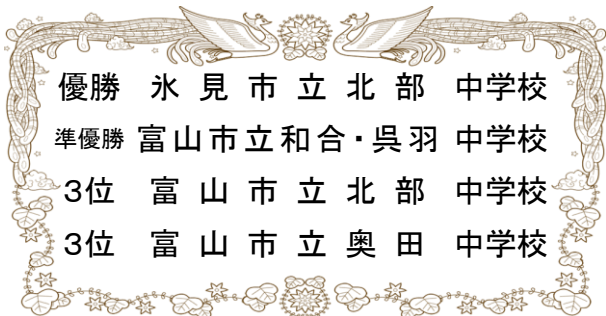 優勝 氷見市立北部 中学校
準優勝 富山市立和合・呉羽 中学校
3位 富山市立北部 中学校
3位 富山市立奥田 中学校